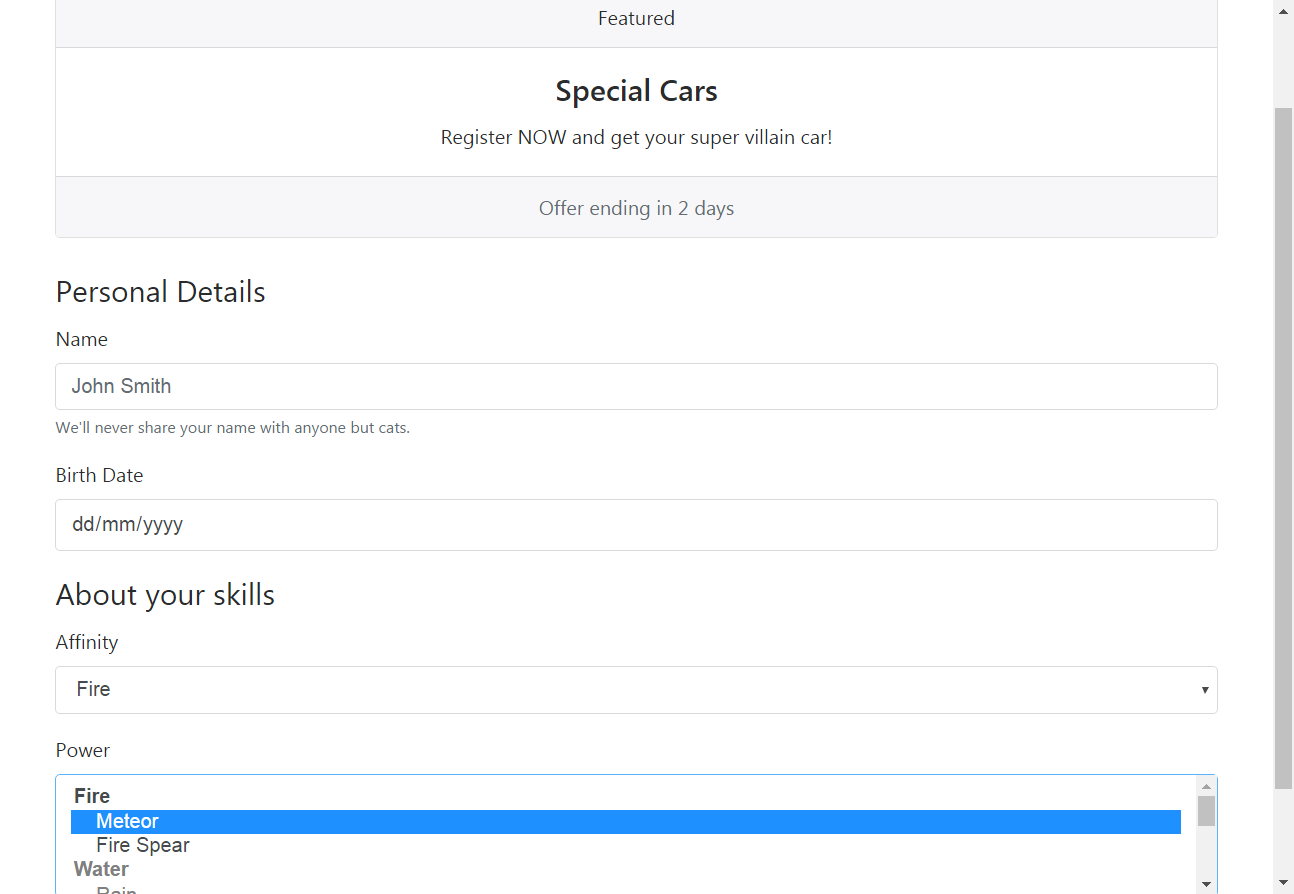 Featured
Special Cars
Register NOW and get your super villain car!
Offer ending in 2 days
Personal Details
Name
John Smith
We'll never share your name with anyone but cats.
Birth Date
dd/mm/yyyy
About your skills
Affinity
Fire
Power
Fire
Meteor
Fire Spear
Water
Rain